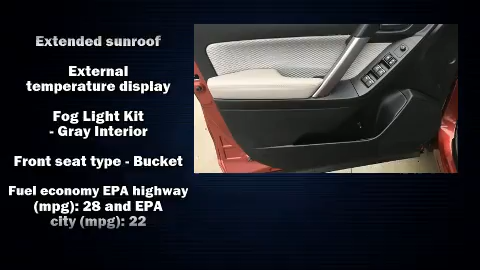 Extended sunroof
External
temperature display
Fog Light Kit
- Gray Interior
Front seat type - Bucket
Fuel economy EPA highway
(mpg): 28 and EPA
city (mpg): 22